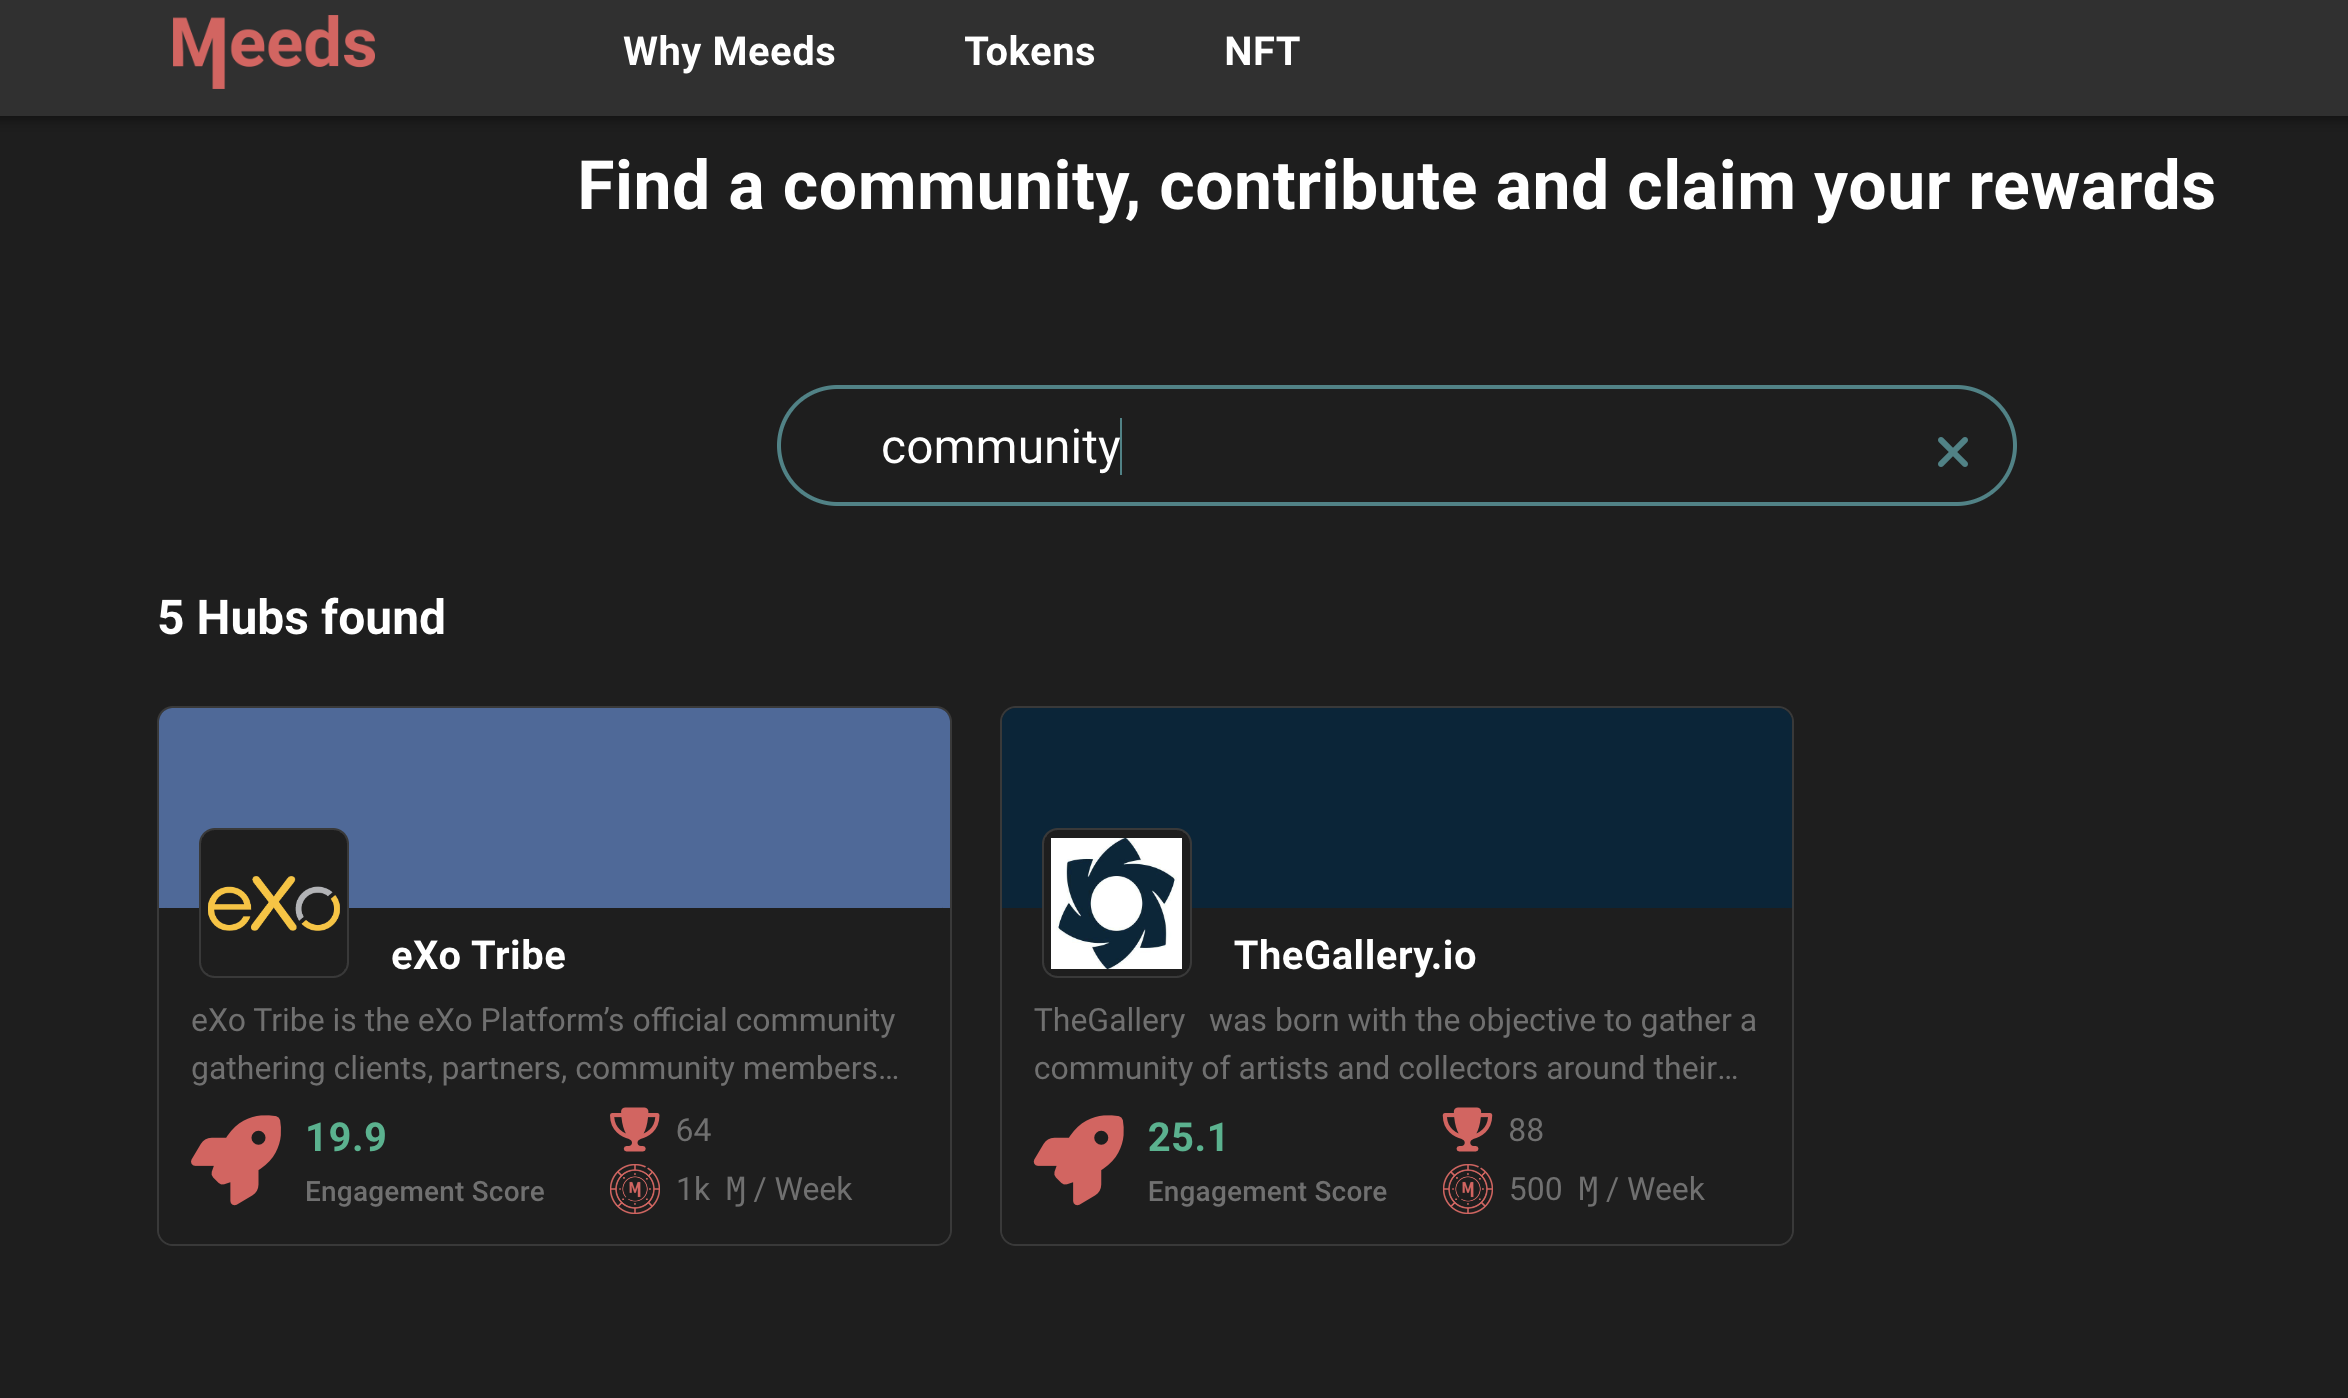 Meeds
Why Meeds
Tokens
NFT
Find a community, contribute and claim your rewards
community
5 Hubs found
eXo
eXo Tribe
eXo Tribe is the eXo Platform’s official community
gathering clients, partners, community members...
19.9
Engagement Score
64
M
1k Ɱ / Week
TheGallery.io
TheGallery was born with the objective to gather a
community of artists and collectors around their...
25.1
Engagement Score
88
M
500 Ɱ / Week